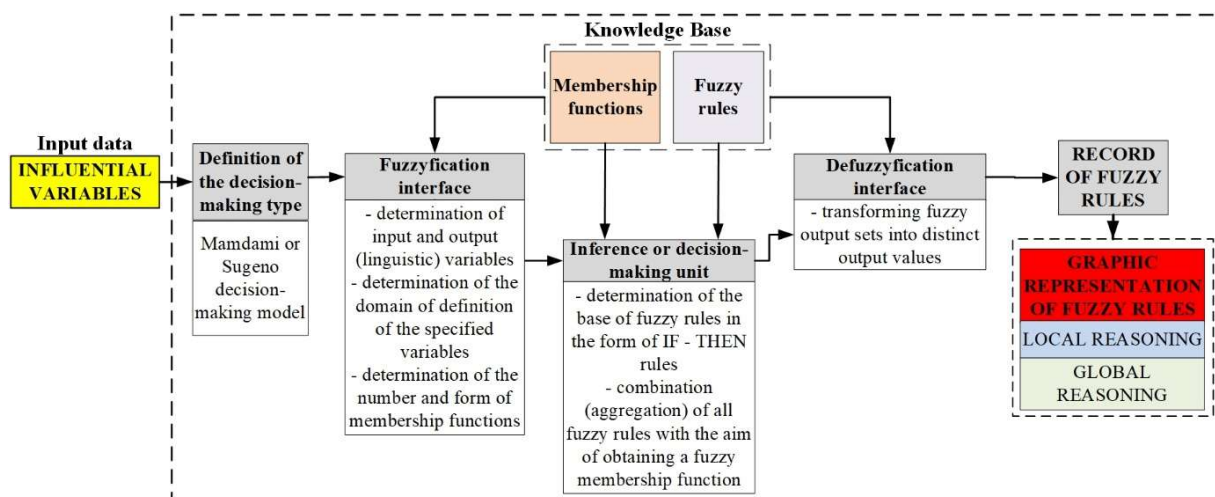 Knowledge Base
Membership
functions
Fuzzy
rules
Input data
INFLUENTIAL
VARIABLES
Definition of
the decision-
making type
Mamdami or
Sugeno
decision-
making model
Fuzzyfication
interface
- determination of
input and output
(linguistic) variables
- determination of the
domain of definition
of the specified
variables
- determination of the
number and form of
membership functions
Inference or decision-
making unit
- determination of the
base of fuzzy rules in
the form of IF - THEN
rules
- combination
(aggregation) of all
fuzzy rules with the aim
of obtaining a fuzzy
membership function
Defuzzyfication
interface
- transforming fuzzy
output sets into distinct
output values
RECORD
OF FUZZY
RULES
GRAPHIC
REPRESENTATION
OF FUZZY RULES
LOCAL REASONING
GLOBAL
REASONING